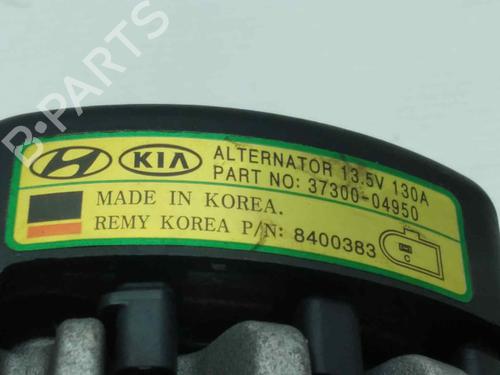 KIA ALTERNATOR 13.5V 130A
PART NO: 37300-04950
MADE IN KOREA.
REMY KOREA P/N: 8400383
B-PARTS